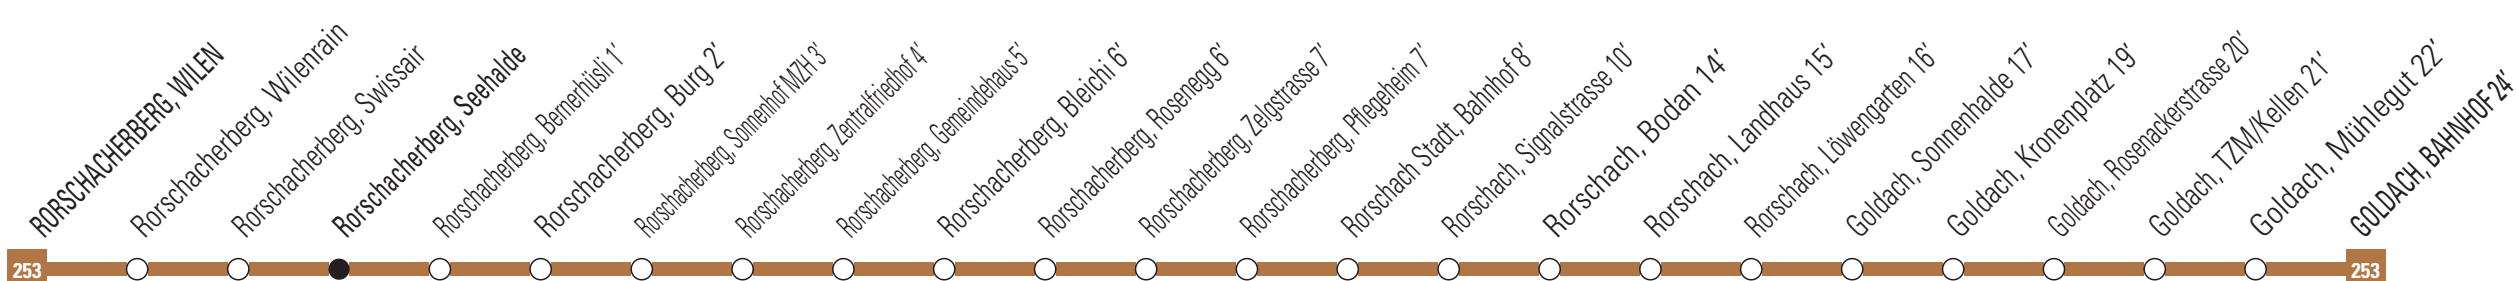 RORSCHACHERBERG, WILEN
Rorschacherberg, Wilenrain
Rorschacherberg, Swissair
Rorschacherberg, Seehalde
Rorschacherberg, Bernerhüsli 1'
Rorschacherberg, Burg 2'
Rorschacherberg, Sonnenhof MZH 3'
Rorschacherberg, Zentralfriedhof 4'
Rorschacherberg, Gemeindehaus 5'
Rorschacherberg, Bleichi 6'
Rorschacherberg, Rosenegg 6'
Rorschacherberg, Zelgstrasse 7'
Rorschacherberg, Pflegeheim 7'
Rorschach Stadt, Bahnhof 8'
Rorschach, Signalstrasse 10'
Rorschach, Bodan 14'
Rorschach, Landhaus 15'
Rorschach, Löwengarten 16'
Goldach, Sonnenhalde 17'
Goldach, Kronenplatz 19'
Goldach, Rosenackerstrasse 20'
Goldach, TZM/Kellen 21'
Goldach, Mühlegut 22'
GOLDACH, BAHNHOF 24'
253
253